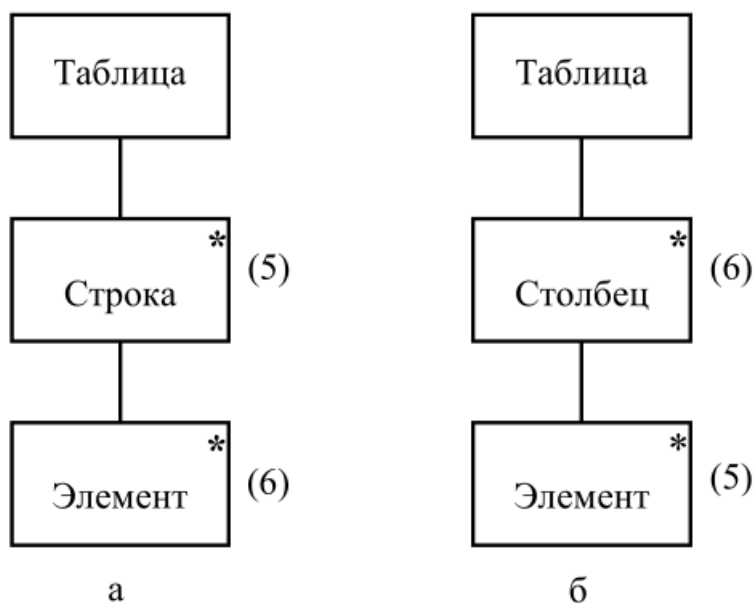 Таблица
*
Строка
(5)
*
Элемент
(6)
а
Таблица
*
Столбец
(6)
*
Элемент
(5)
б